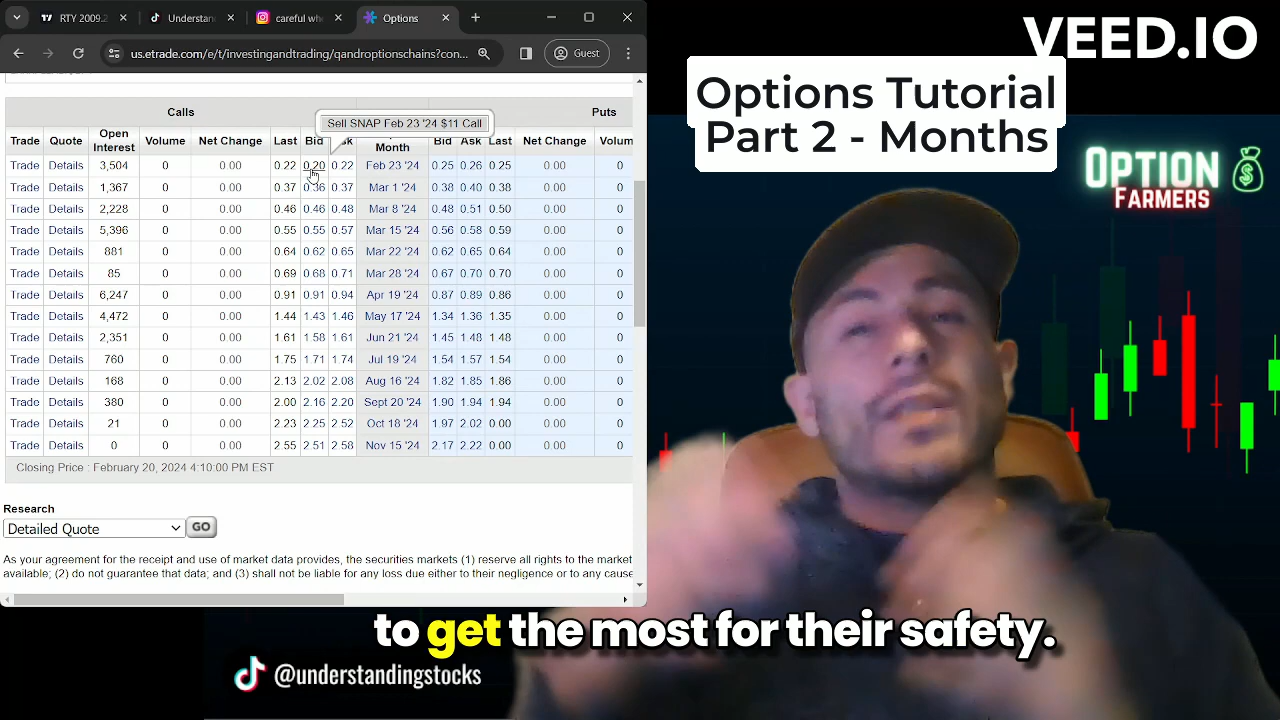 RTY 2009.2
Understan
careful whe
Options
us.etrade.com/e/t/investingandtrading/qandroptionschains?con...
Guest
Calls
Puts
Sell SNAP Feb 23 '24 $11 Call
Trade Quote Open Interest Volume Net Change Last Bid Month Bid Ask Last Net Change Volum
Trade Details 0 0.00 0.22 0.20 0.22 Feb 23 '24 0.25 0.26 0.25 0.00 0
Trade Details 1,367 0 0.00 0.37 0.36 0.37 Mar 1 '24 0.38 0.40 0.38 0.00 0
Trade Details 2,228 0 0.00 0.46 0.46 0.48 Mar 8 '24 0.48 0.51 0.50 0.00 0
Trade Details 5,396 0 0.00 0.55 0.55 0.57 Mar 15 '24 0.56 0.58 0.59 0.00 0
Trade Details 881 0 0.00 0.64 0.62 0.65 Mar 22 '24 0.62 0.65 0.64 0.00 0
Trade Details 85 0 0.00 0.69 0.68 0.71 Mar 28 '24 0.67 0.70 0.70 0.00 0
Trade Details 6,247 0 0.00 0.91 0.91 0.94 Apr 19 '24 0.87 0.89 0.86 0.00 0
Trade Details 4,472 0 0.00 1.44 1.43 1.46 May 17 '24 1.34 1.36 1.35 0.00 0
Trade Details 2,351 0 0.00 1.61 1.58 1.61 Jun 21 '24 1.45 1.48 1.48 0.00 0
Trade Details 760 0 0.00 1.75 1.71 1.74 Jul 19 '24 1.54 1.57 1.54 0.00 0
Trade Details 168 0 0.00 2.13 2.02 2.08 Aug 16 '24 1.82 1.85 1.86 0.00 0
Trade Details 380 0 0.00 2.00 2.16 2.20 Sept 20 '24 1.90 1.94 1.94 0.00 0
Trade Details 21 0 0.00 2.23 2.25 2.52 Oct 18 '24 1.97 2.02 0.00 0.00 0
Trade Details 0 0 0.00 2.55 2.51 2.58 Nov 15 '24 2.17 2.22 0.00 0.00 0
Closing Price : February 20, 2024 4:10:00 PM EST
Research
Detailed Quote GO
As your agreement for the receipt and use of market data provides, the securities markets (1) reserve all rights to the market
available; (2) do not guarantee that data; and (3) shall not be liable for any loss due either to their negligence or to any cause
VEED.IO
Options Tutorial
Part 2 - Months
OPTION
FARMERS
to get the most for their safety.
@understandingstocks